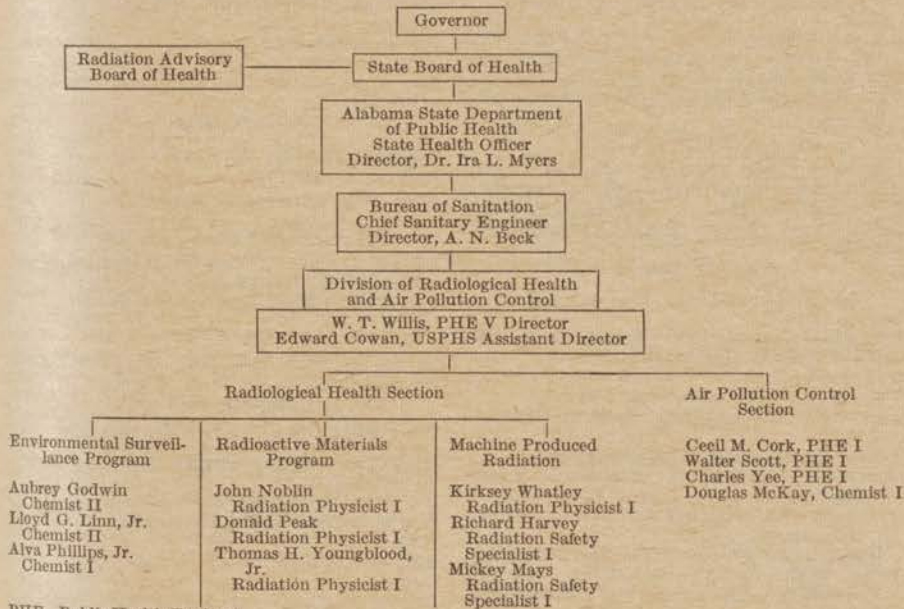 Governor
Radiation Advisory
Board of Health
State Board of Health
Alabama State Department
of Public Health
State Health Officer
Director, Dr. Ira L. Myers
Bureau of Sanitation
Chief Sanitary Engineer
Director, A. N. Beck
Division of Radiological Health
and Air Pollution Control
W. T. Willis, PHE V Director
Edward Cowan, USPHS Assistant Director
Radiological Health Section
Environmental Surveil-
lance Program
Aubrey Godwin
Chemist II
Lloyd G. Linn, Jr.
Chemist II
Alva Phillips, Jr.
Chemist I
Radioactive Materials
Program
John Noblin
Radiation Physicist I
Donald Peak
Radiation Physicist I
Thomas H. Youngblood,
Jr.
Radiation Physicist I
Machine Produced
Radiation
Kirksey Whatley
Radiation Physicist I
Richard Harvey
Radiation Safety
Specialist I
Mickey Mays
Radiation Safety
Specialist I
Air Pollution Control
Section
Cecil M. Cork, PHE I
Walter Scott, PHE I
Charles Yee, PHE I
Douglas McKay, Chemist I